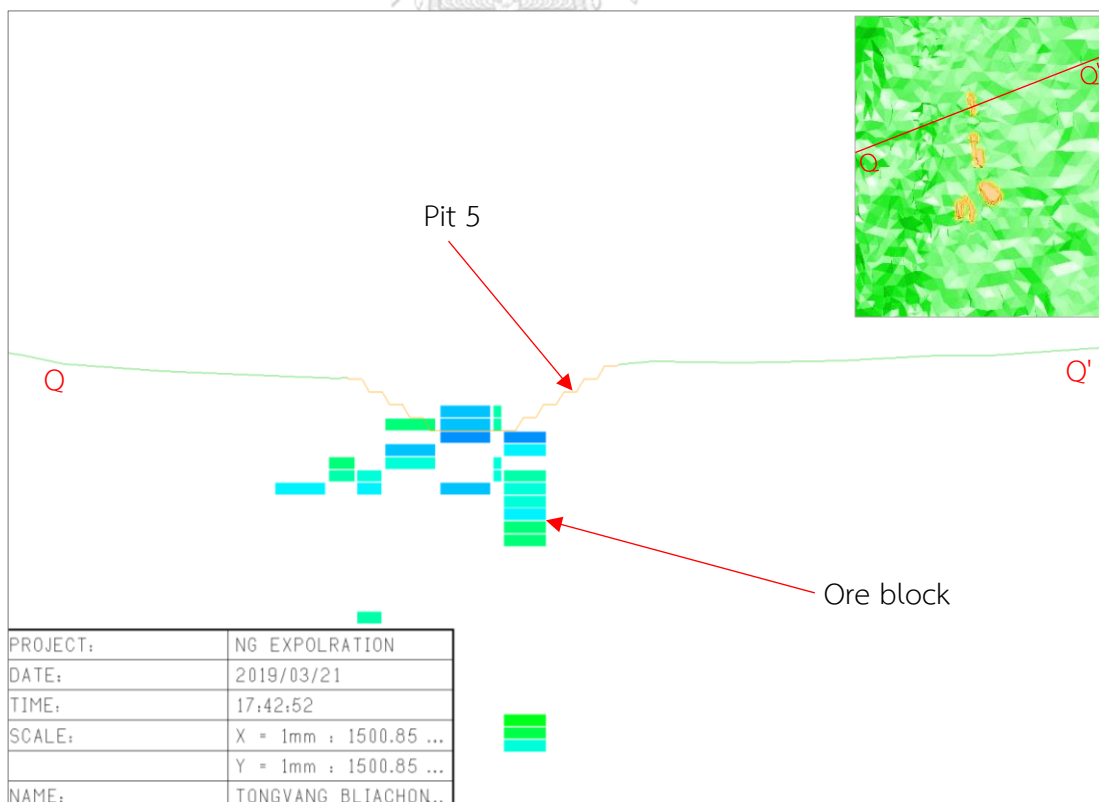 Q'
Q
Pit 5
Q
Q'
Ore block
PROJECT: NG EXPOLRATION
DATE: 2019/03/21
TIME: 17:42:52
SCALE: X = 1mm : 1500.85 ...
Y = 1mm : 1500.85 ...
NAME: TONGVANG BLIACHON...